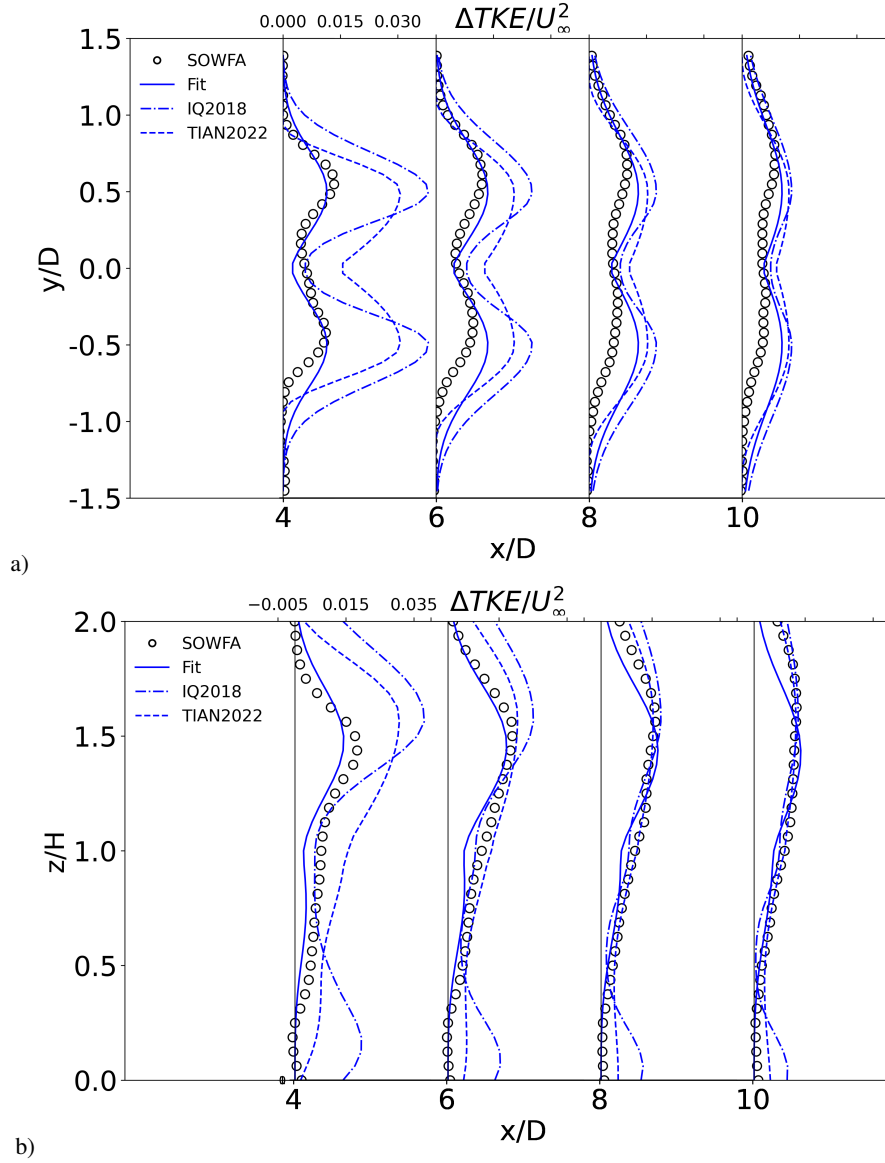 0.000 0.015 0.030 ΔTKE/U∞²
1.5
SOWFA
Fit
IQ2018
TIAN2022
1.0
0.5
0.0
-0.5
-1.0
-1.5
y/D
4 6 8 10
x/D
a)
−0.005 0.015 0.035 ΔTKE/U∞²
2.0
SOWFA
Fit
IQ2018
TIAN2022
1.5
1.0
0.5
0.0
z/H
4 6 8 10
x/D
b)